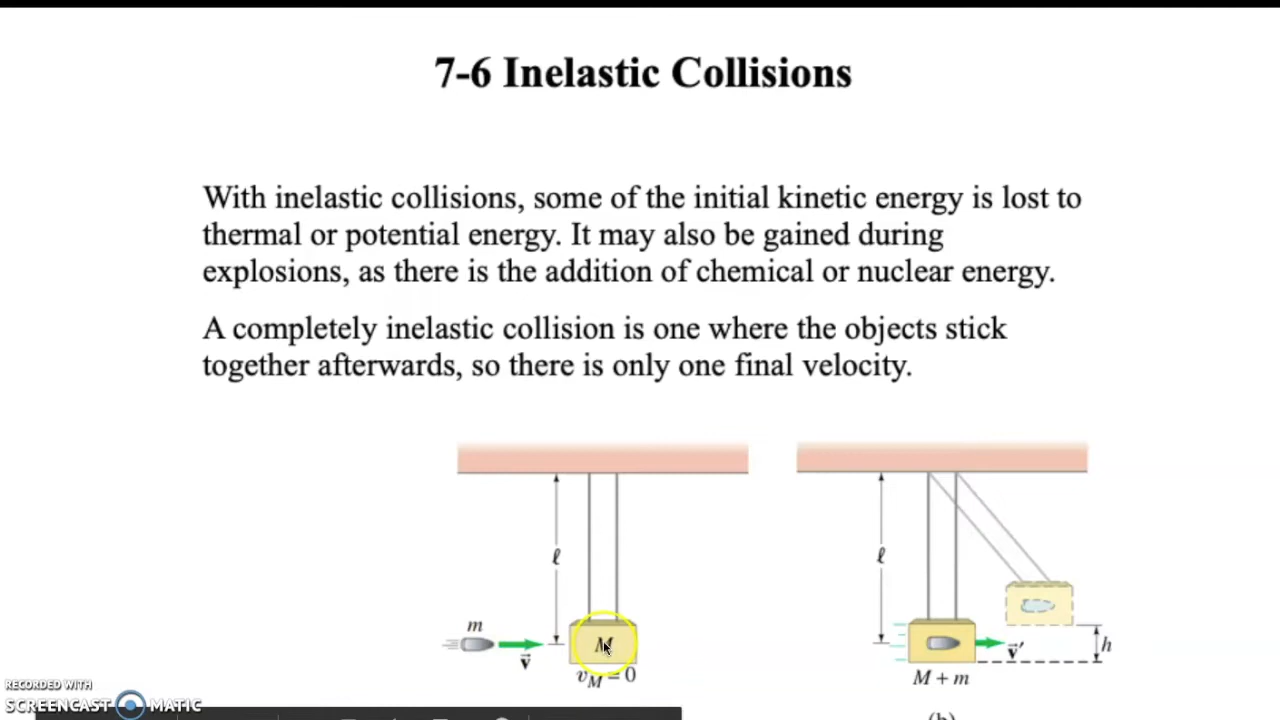 7-6 Inelastic Collisions
With inelastic collisions, some of the initial kinetic energy is lost to
thermal or potential energy. It may also be gained during
explosions, as there is the addition of chemical or nuclear energy.
A completely inelastic collision is one where the objects stick
together afterwards, so there is only one final velocity.
ℓ
m
v⃗
M
v_M = 0
ℓ
v⃗′
h
M + m
RECORDED WITH
SCREENCAST MATIC